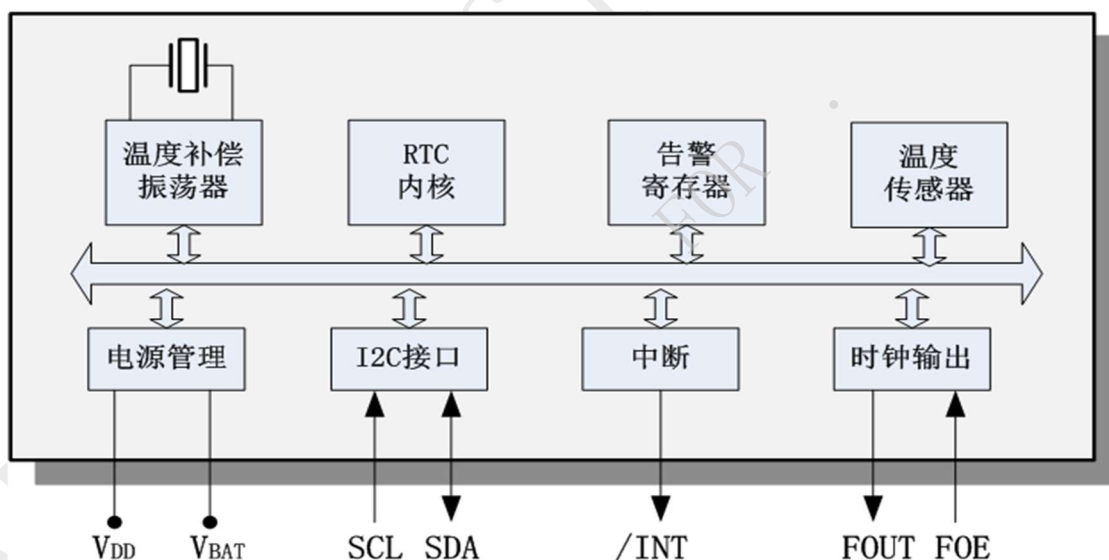 温度补偿
振荡器
RTC
内核
告警
寄存器
温度
传感器
FOR
电源管理
I2C接口
中断
时钟输出
VDD
VBAT
SCL
SDA
/INT
FOUT
FOE